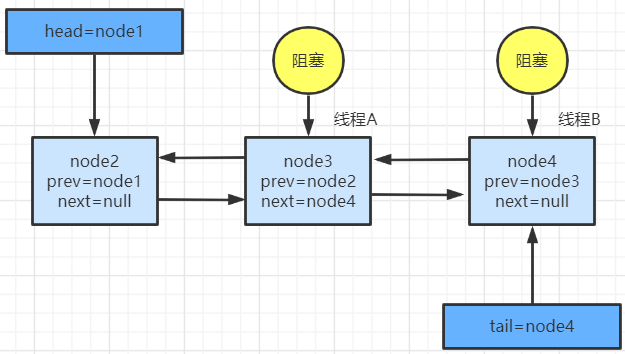 head=node1
阻塞
阻塞
线程A
线程B
node2
prev=node1
next=null
node3
prev=node2
next=node4
node4
prev=node3
next=null
tail=node4